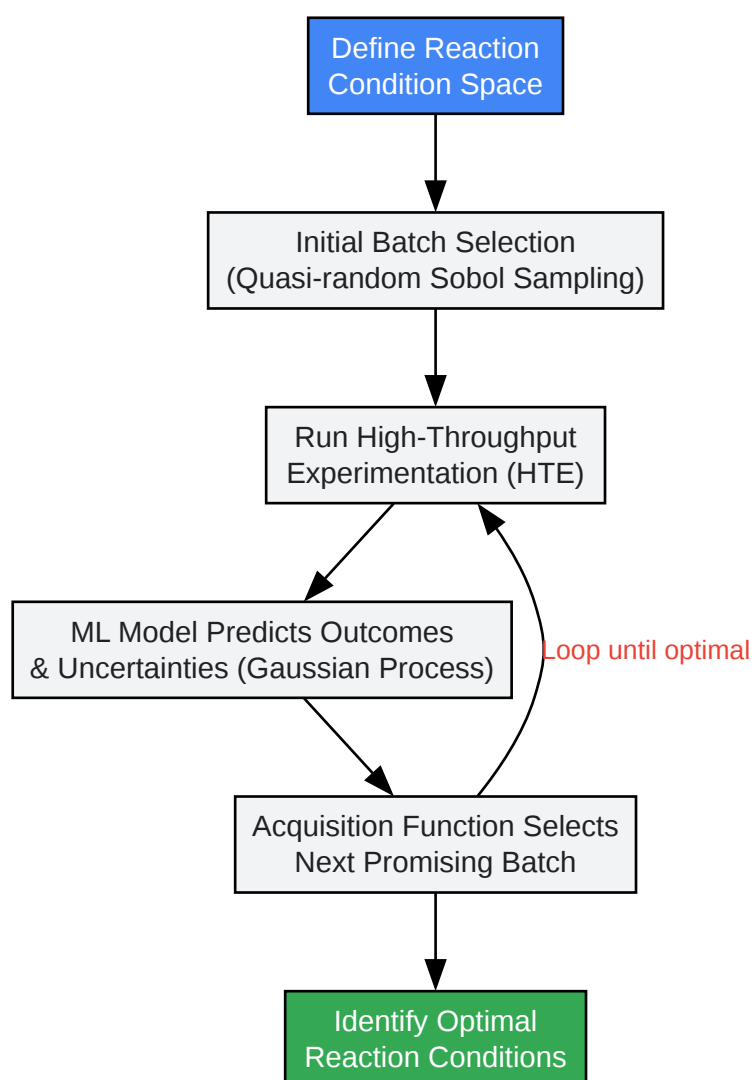 Define Reaction
Condition Space
Initial Batch Selection
(Quasi-random Sobol Sampling)
Run High-Throughput
Experimentation (HTE)
ML Model Predicts Outcomes
& Uncertainties (Gaussian Process)
Loop until optimal
Acquisition Function Selects
Next Promising Batch
Identify Optimal
Reaction Conditions